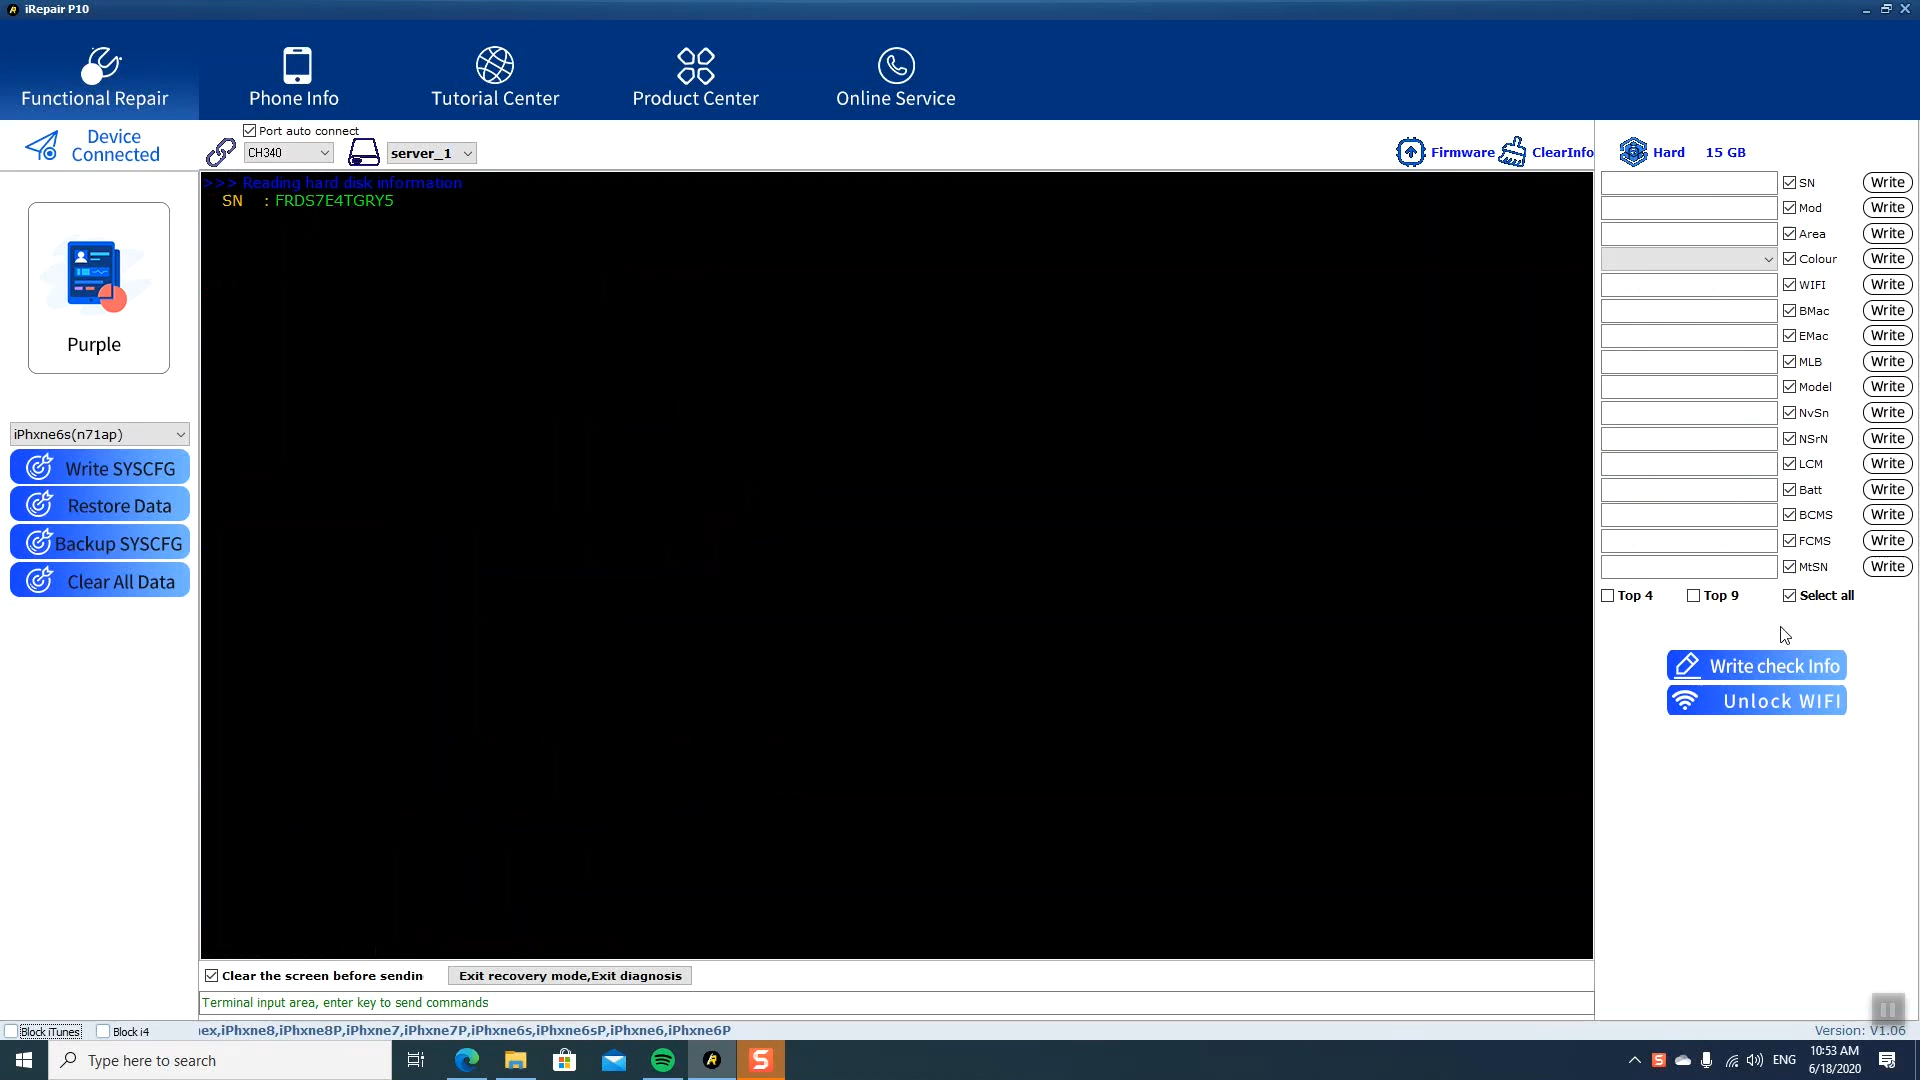 iRepair P10
Functional Repair
Phone Info
Tutorial Center
Product Center
Online Service
Device
Connected
Port auto connect
CH340
server_1
Firmware
ClearInfo
Hard 15 GB
>>> Reading hard disk information
SN : FRDS7E4TGRY5
Purple
iPhxne6s(n71ap)
Write SYSCFG
Restore Data
Backup SYSCFG
Clear All Data
SN Write
Mod Write
Area Write
Colour Write
WIFI Write
BMac Write
EMac Write
MLB Write
Model Write
NvSn Write
NSrN Write
LCM Write
Batt Write
BCMS Write
FCMS Write
MtSN Write
Top 4 Top 9 Select all
Write check Info
Unlock WIFI
Clear the screen before sendin
Exit recovery mode,Exit diagnosis
Terminal input area, enter key to send commands
Block iTunes Block i4 nex,iPhxne8,iPhxne8P,iPhxne7,iPhxne7P,iPhxne6s,iPhxne6sP,iPhxne6,iPhxne6P Version: V1.06
Type here to search
ENG
10:53 AM
6/18/2020